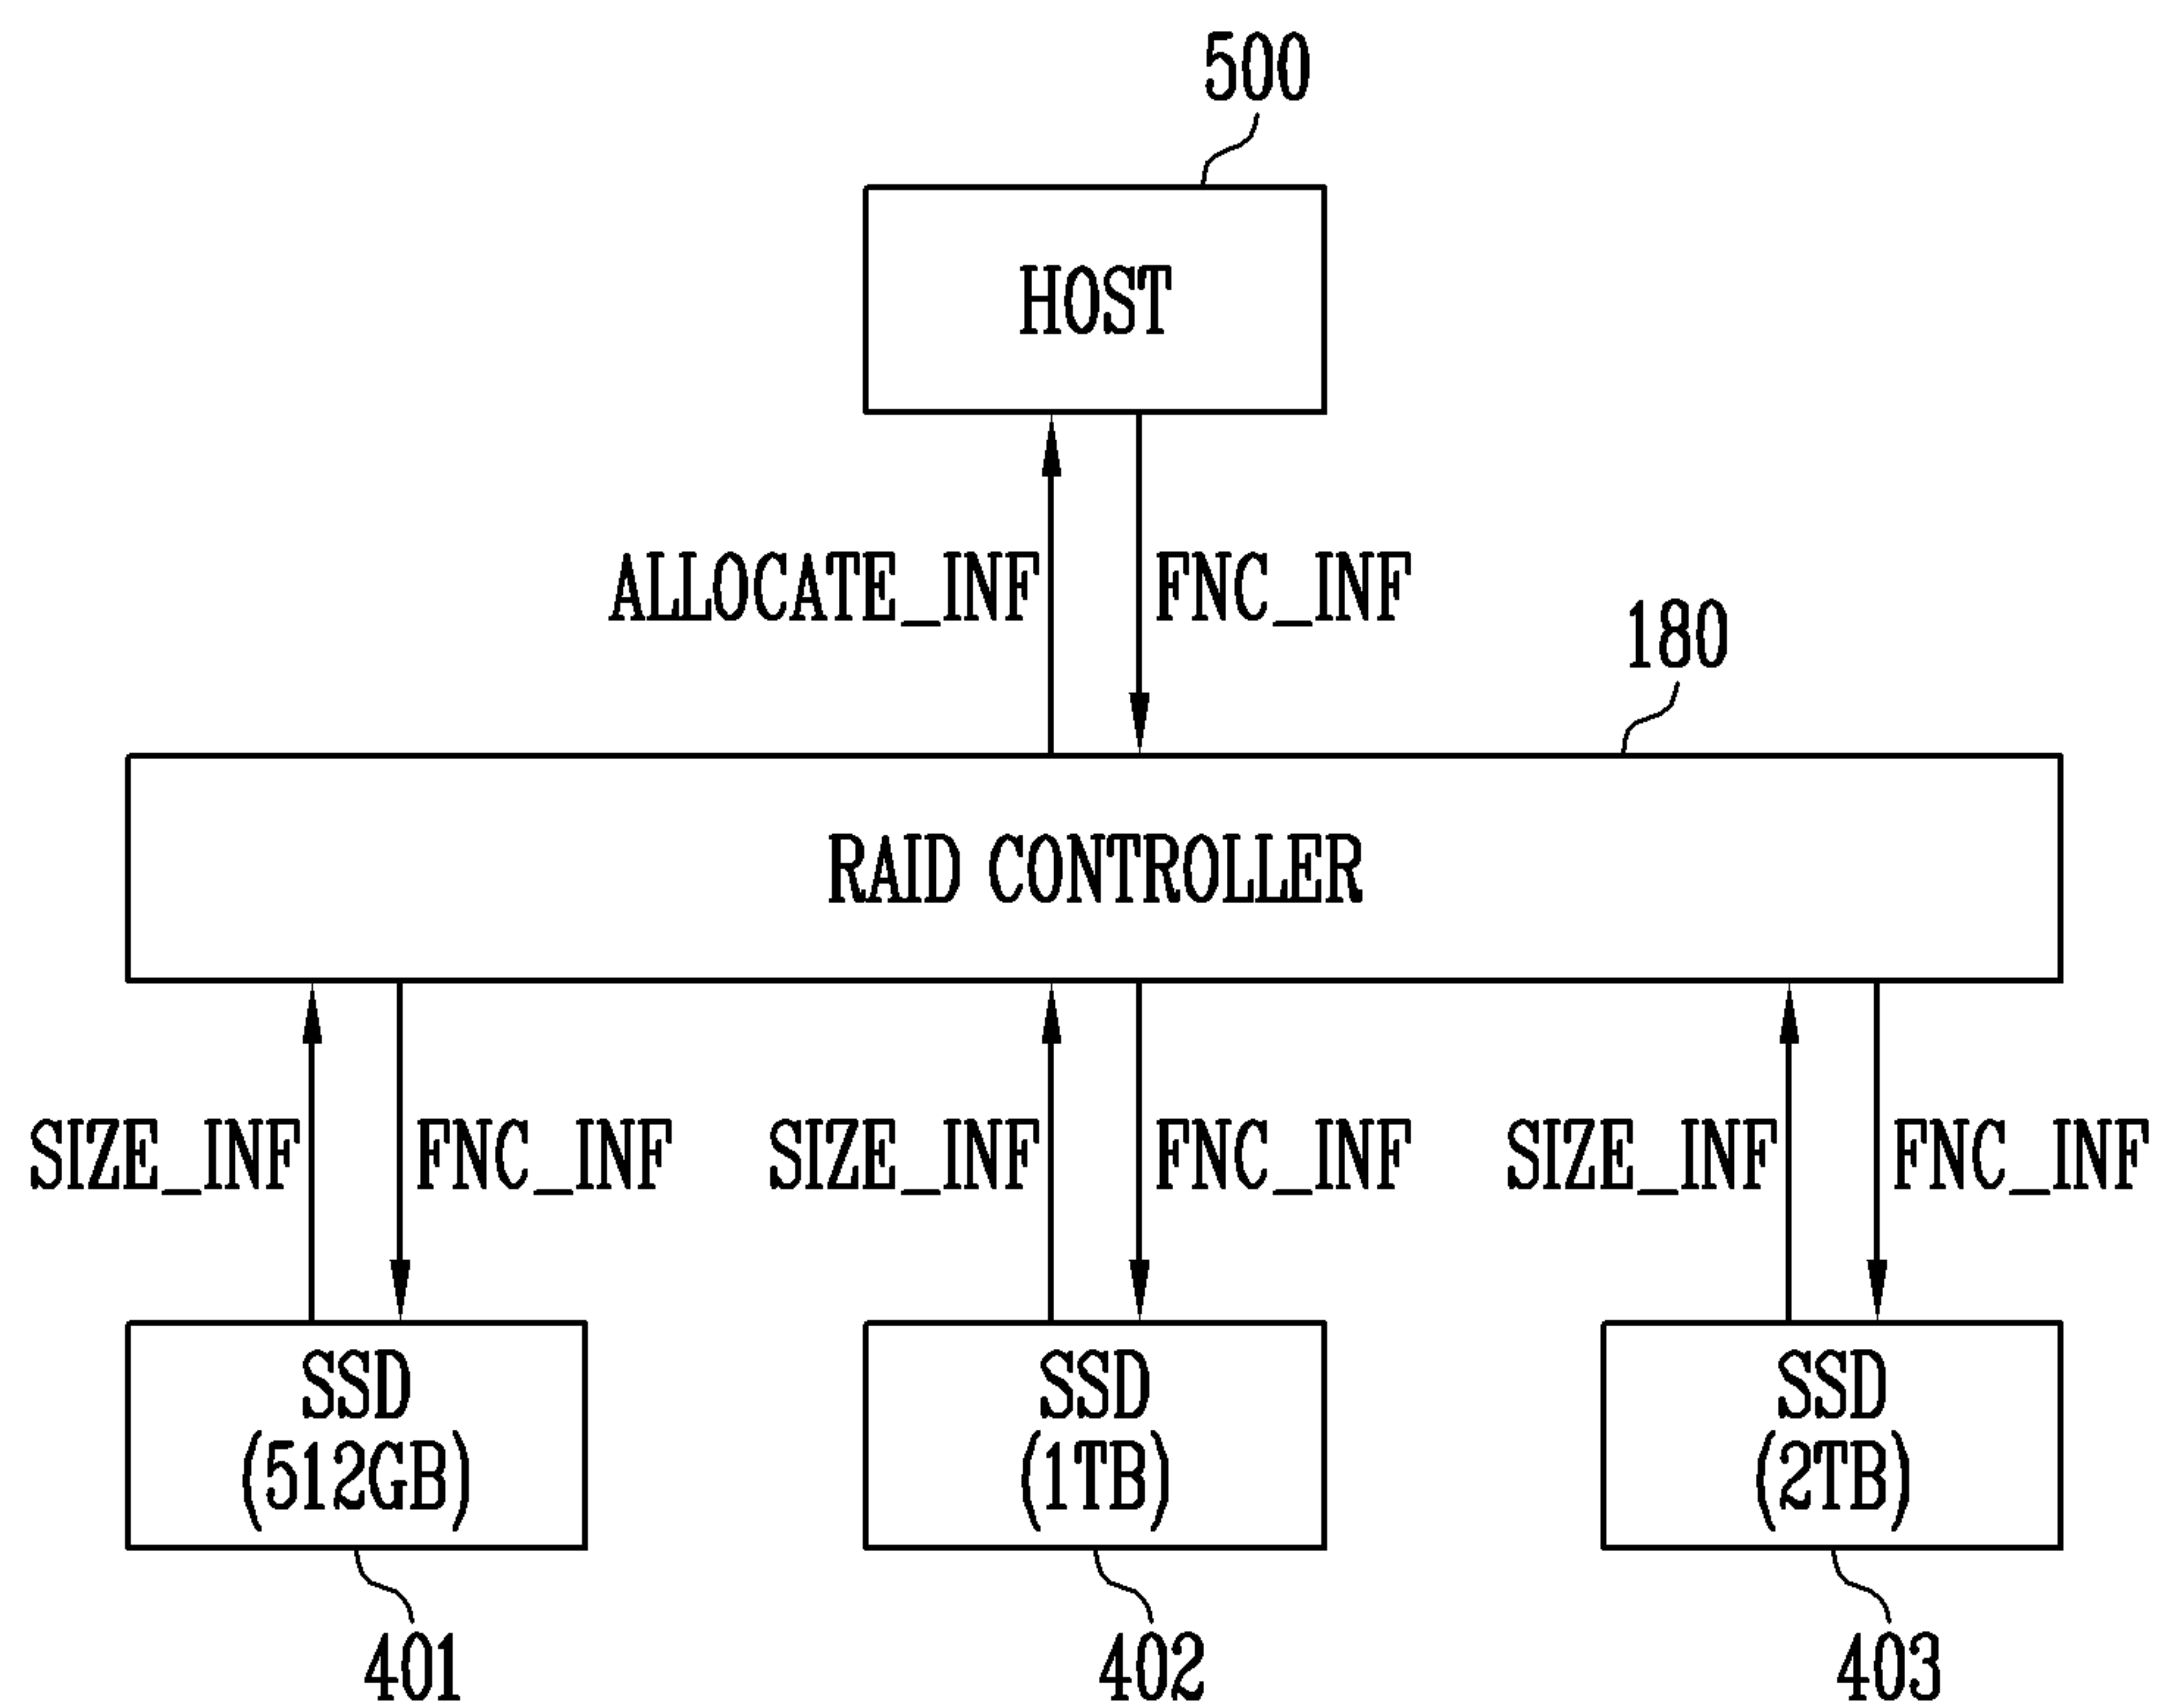 500
HOST
ALLOCATE_INF FNC_INF
180
RAID CONTROLLER
SIZE_INF FNC_INF SIZE_INF FNC_INF SIZE_INF FNC_INF
SSD SSD SSD
(512GB) (1TB) (2TB)
401 402 403